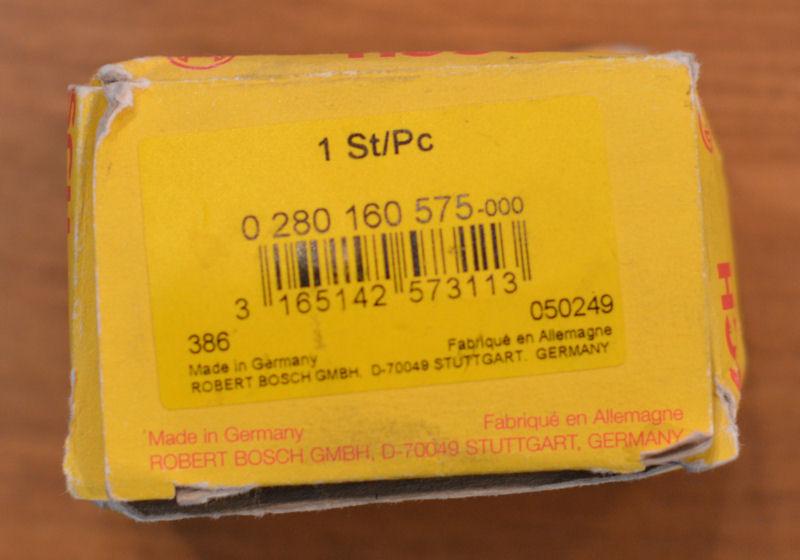 1 St/Pc
0 280 160 575-000
3 165142 573113
386 050249
Made in Germany Fabriqué en Allemagne
ROBERT BOSCH GMBH, D-70049 STUTTGART, GERMANY
Made in Germany Fabriqué en Allemagne
ROBERT BOSCH GMBH, D-70049 STUTTGART, GERMANY